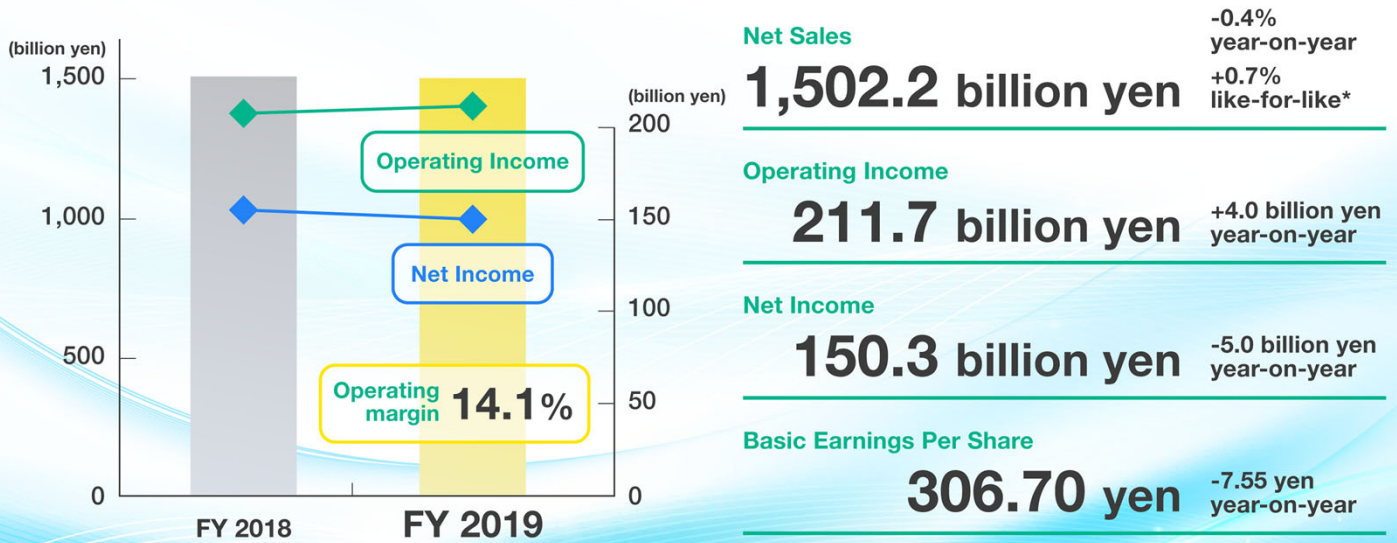 (billion yen)
1,500
1,000
500
0
(billion yen)
200
150
100
50
0
Operating Income
Net Income
Operating
margin 14.1%
FY 2018
FY 2019
Net Sales
1,502.2 billion yen
-0.4%
year-on-year
+0.7%
like-for-like*
Operating Income
211.7 billion yen
+4.0 billion yen
year-on-year
Net Income
150.3 billion yen
-5.0 billion yen
year-on-year
Basic Earnings Per Share
306.70 yen
-7.55 yen
year-on-year